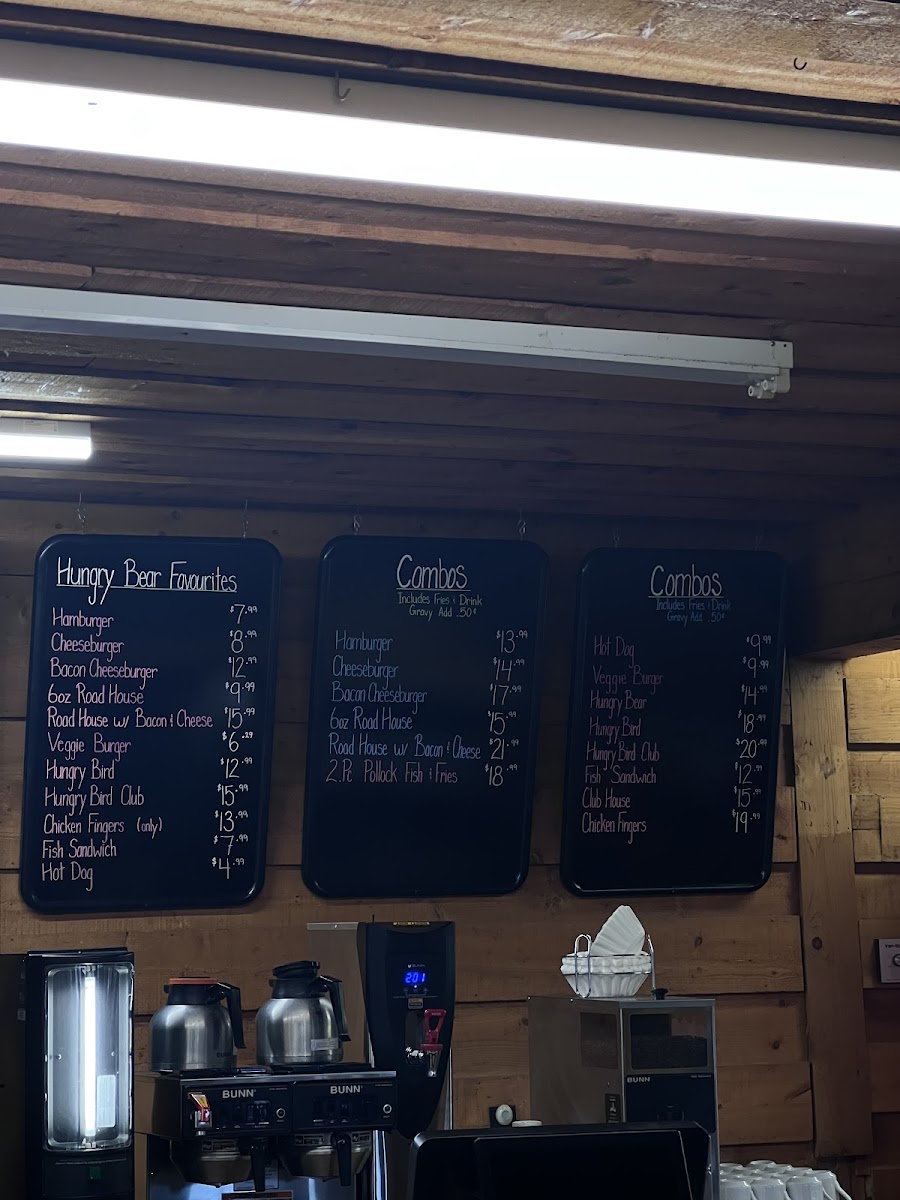 Hungry Bear Favourites
Hamburger $7.99
Cheeseburger $8.99
Bacon Cheeseburger $12.99
6oz Road House $9.99
Road House w/ Bacon & Cheese $15.99
Veggie Burger $6.29
Hungry Bird $12.99
Hungry Bird Club $15.99
Chicken Fingers (only) $13.99
Fish Sandwich $7.99
Hot Dog $4.99
Combos
Includes Fries & Drink
Gravy Add .50¢
Hamburger $13.99
Cheeseburger $14.99
Bacon Cheeseburger $17.99
6oz Road House $15.99
Road House w/ Bacon & Cheese $21.99
2.Pc Pollock Fish & Fries $18.99
Combos
Includes Fries & Drink
Gravy Add .50¢
Hot Dog $9.99
Veggie Burger $9.99
Hungry Bear $14.99
Hungry Bird $18.99
Hungry Bird Club $20.99
Fish Sandwich $12.99
Club House $15.99
Chicken Fingers $19.99
201
BUNN
BUNN
BUNN